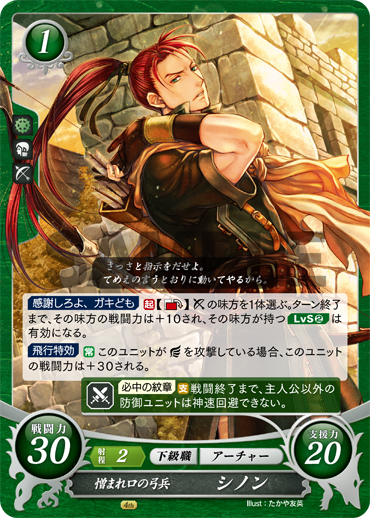 1
さっさと指示をだせよ。
てめえの言うとおりに動いてやるから。
感謝しろよ、ガキども 起【】の味方を1体選ぶ。ターン終了
まで、その味方の戦闘力は+10され、その味方が持つ LvS2 は
有効になる。
飛行特効 常 このユニットがを攻撃している場合、このユニット
の戦闘力は+30される。
必中の紋章 支 戦闘終了まで、主人公以外の
防御ユニットは神速回避できない。
戦闘力 30
射程 2
下級職
アーチャー
支援力 20
憎まれ口の弓兵 シノン
4th
Illust:たかや友英